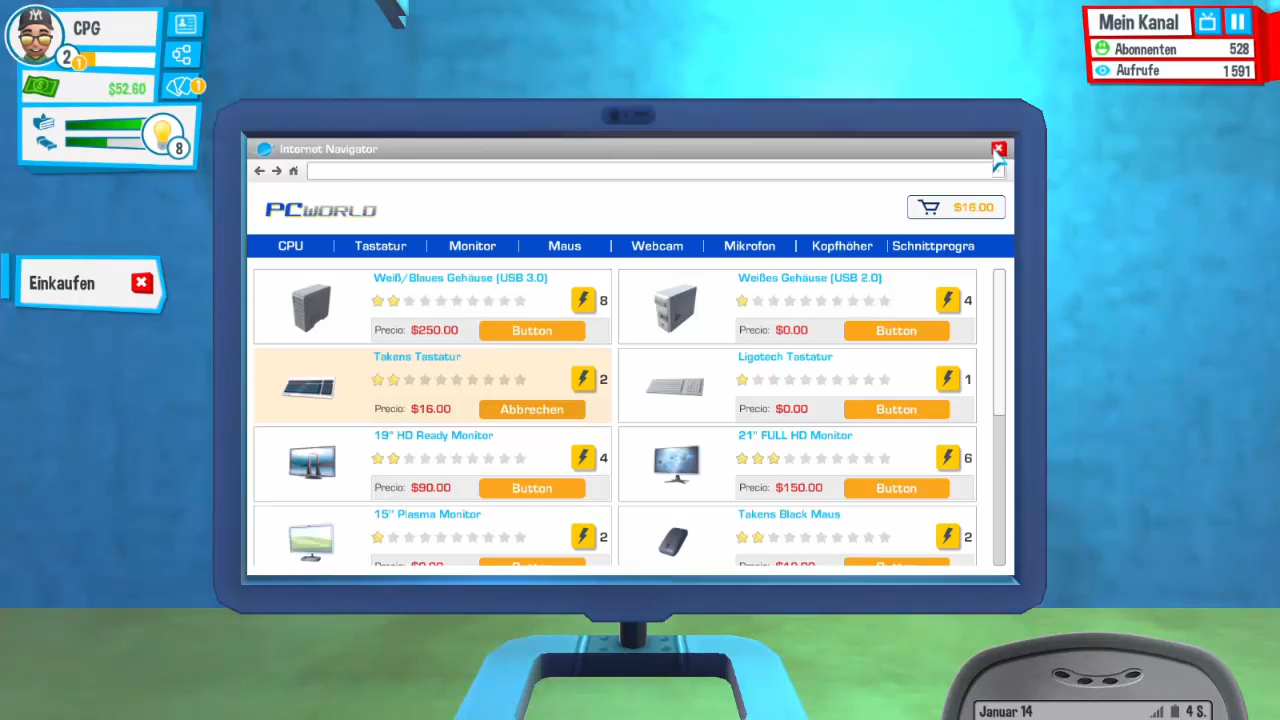 CPG
2
1
$52.60
1
8
Mein Kanal
Abonnenten 528
Aufrufe 1 591
Einkaufen
Internet Navigator
PCWORLD
$16.00
CPU | Tastatur | Monitor | Maus | Webcam | Mikrofon | Kopfhöher | Schnittprogra
Weiß/Blaues Gehäuse (USB 3.0)
8
Precio: $250.00 Button
Weißes Gehäuse (USB 2.0)
4
Precio: $0.00 Button
Takens Tastatur
2
Precio: $16.00 Abbrechen
Ligotech Tastatur
1
Precio: $0.00 Button
19" HD Ready Monitor
4
Precio: $90.00 Button
21" FULL HD Monitor
6
Precio: $150.00 Button
15" Plasma Monitor
2
Takens Black Maus
2
Januar 14 4 S.